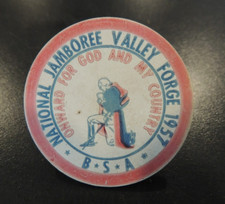 NATIONAL JAMBOREE VALLEY FORGE 1957
ONWARD FOR GOD AND MY COUNTRY
B·S·A